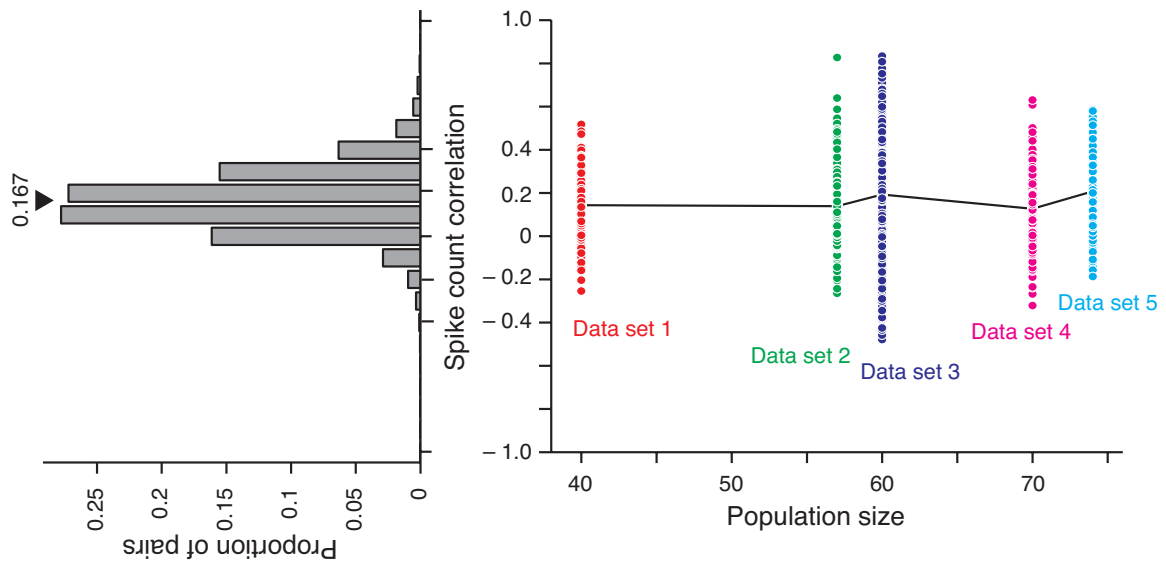 0.167
0.25
0.2
0.15
0.1
0.05
0
Proportion of pairs
Spike count correlation
1.0
0.4
0.2
0
– 0.2
– 0.4
– 1.0
Data set 1
Data set 2
Data set 3
Data set 4
Data set 5
40
50
60
70
Population size